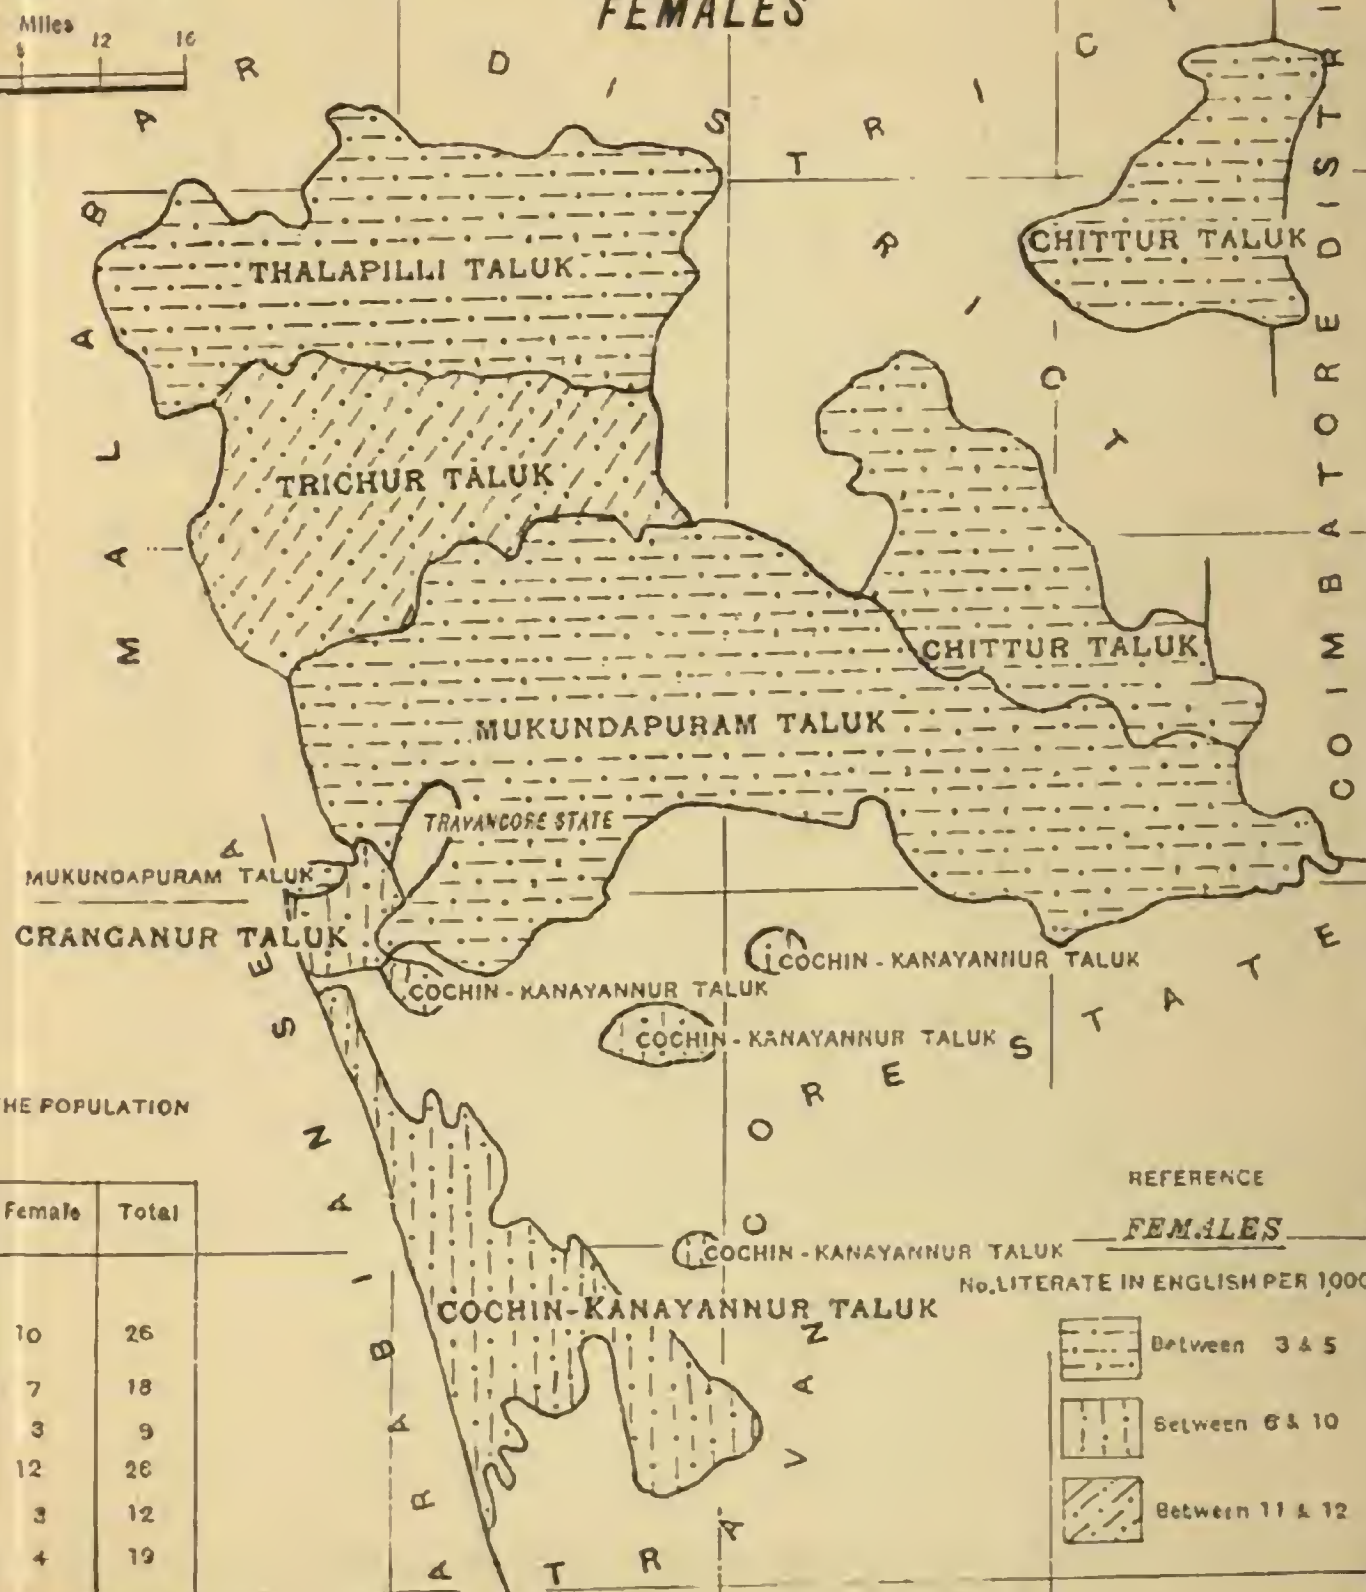 FEMALES
Miles
8 12 16
MALABAR DISTRICT
COIMBATORE DISTRICT
THALAPILLI TALUK
CHITTUR TALUK
TRICHUR TALUK
CHITTUR TALUK
MUKUNDAPURAM TALUK
TRAVANCORE STATE
MUKUNDAPURAM TALUK
CRANGANUR TALUK
COCHIN-KANAYANNUR TALUK
COCHIN-KANAYANNUR TALUK
COCHIN-KANAYANNUR TALUK
TRAVANCORE STATE
ARABIAN SEA
COCHIN-KANAYANNUR TALUK
COCHIN-KANAYANNUR TALUK
HE POPULATION
Female Total
10 26
7 18
3 9
12 26
3 12
4 19
REFERENCE
FEMALES
No. LITERATE IN ENGLISH PER 1,000
Between 3 & 5
Between 6 & 10
Between 11 & 12